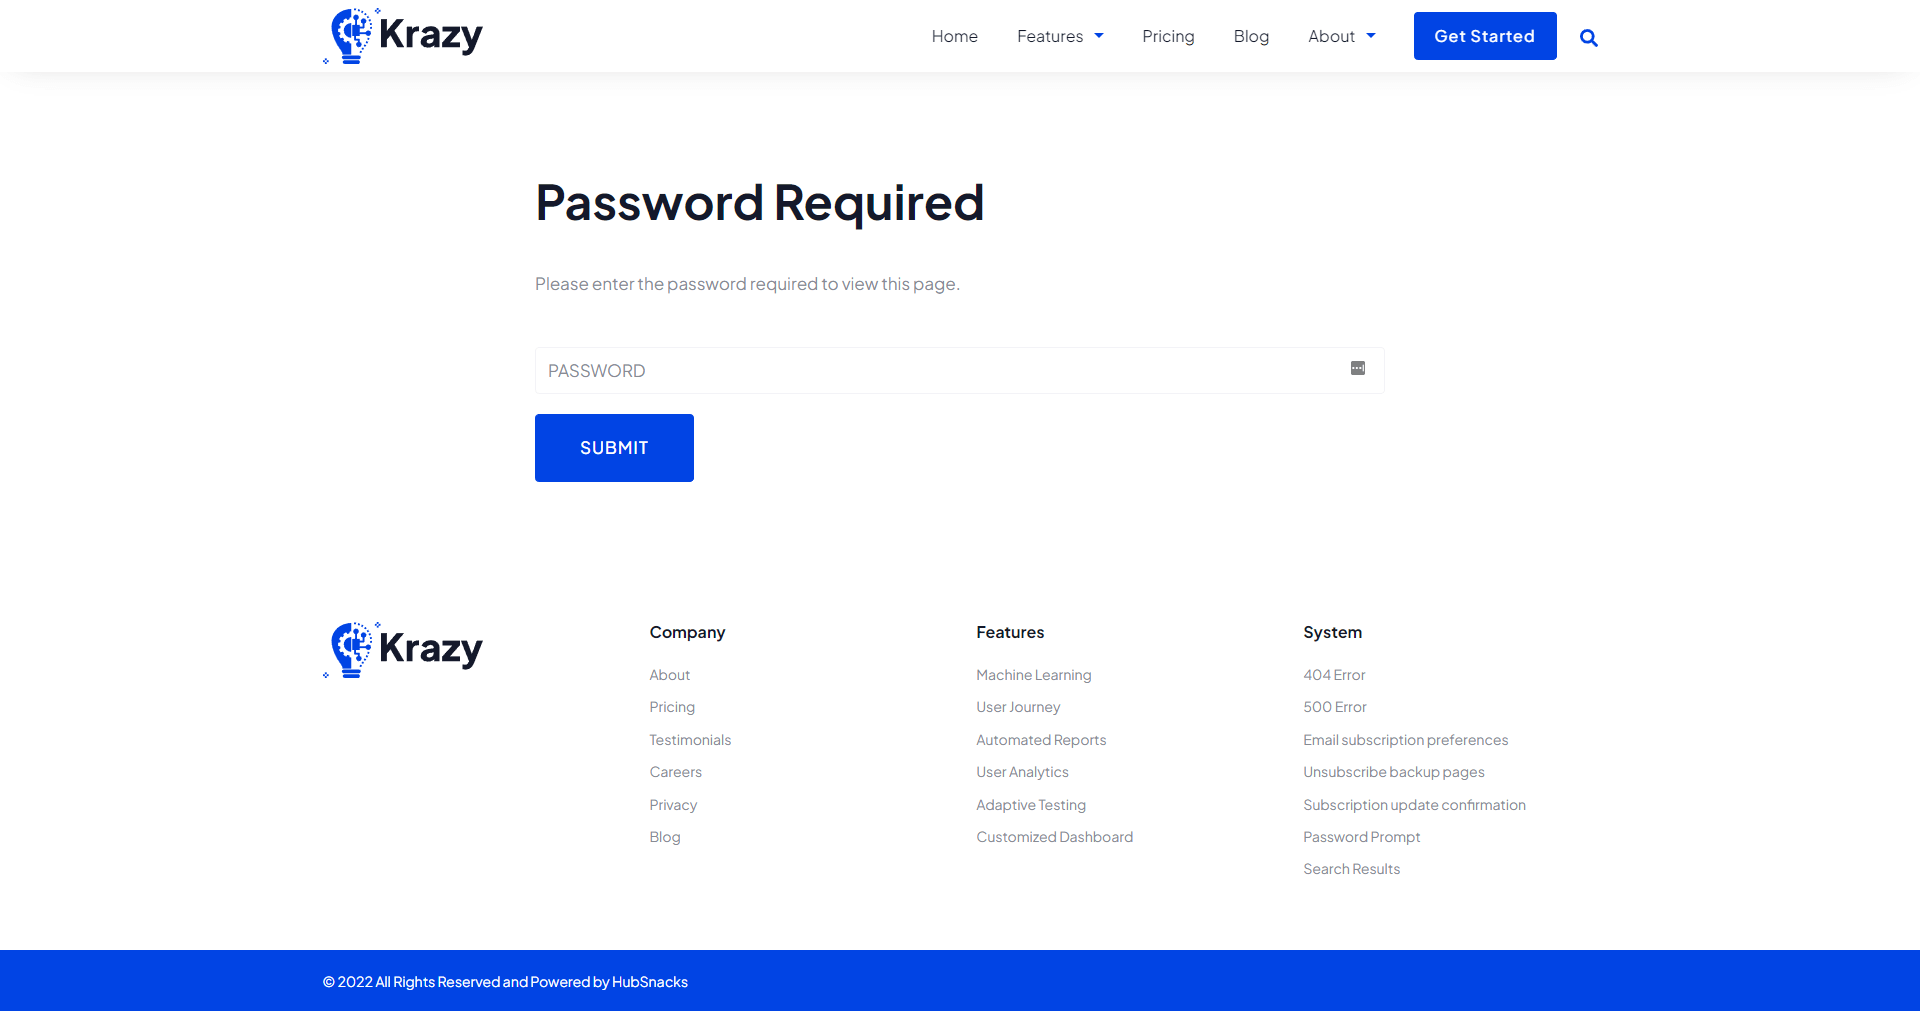 Krazy
Home Features Pricing Blog About Get Started
Password Required
Please enter the password required to view this page.
PASSWORD
SUBMIT
Krazy
Company
About
Pricing
Testimonials
Careers
Privacy
Blog
Features
Machine Learning
User Journey
Automated Reports
User Analytics
Adaptive Testing
Customized Dashboard
System
404 Error
500 Error
Email subscription preferences
Unsubscribe backup pages
Subscription update confirmation
Password Prompt
Search Results
© 2022 All Rights Reserved and Powered by HubSnacks